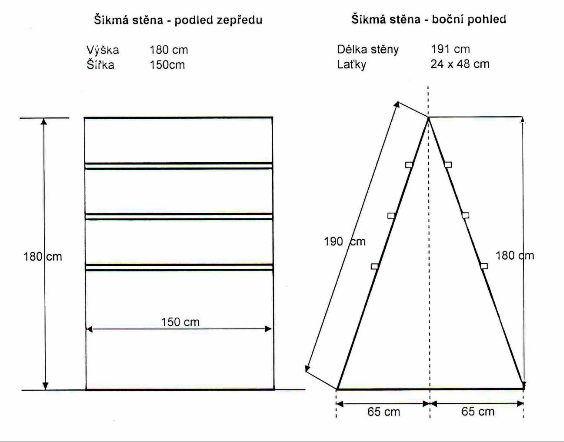 Šikmá stěna - podled zepředu
Výška 180 cm
Šířka 150cm
Šikmá stěna - boční pohled
Délka stěny 191 cm
Laťky 24 x 48 cm
180 cm
150 cm
190 cm
180 cm
65 cm
65 cm